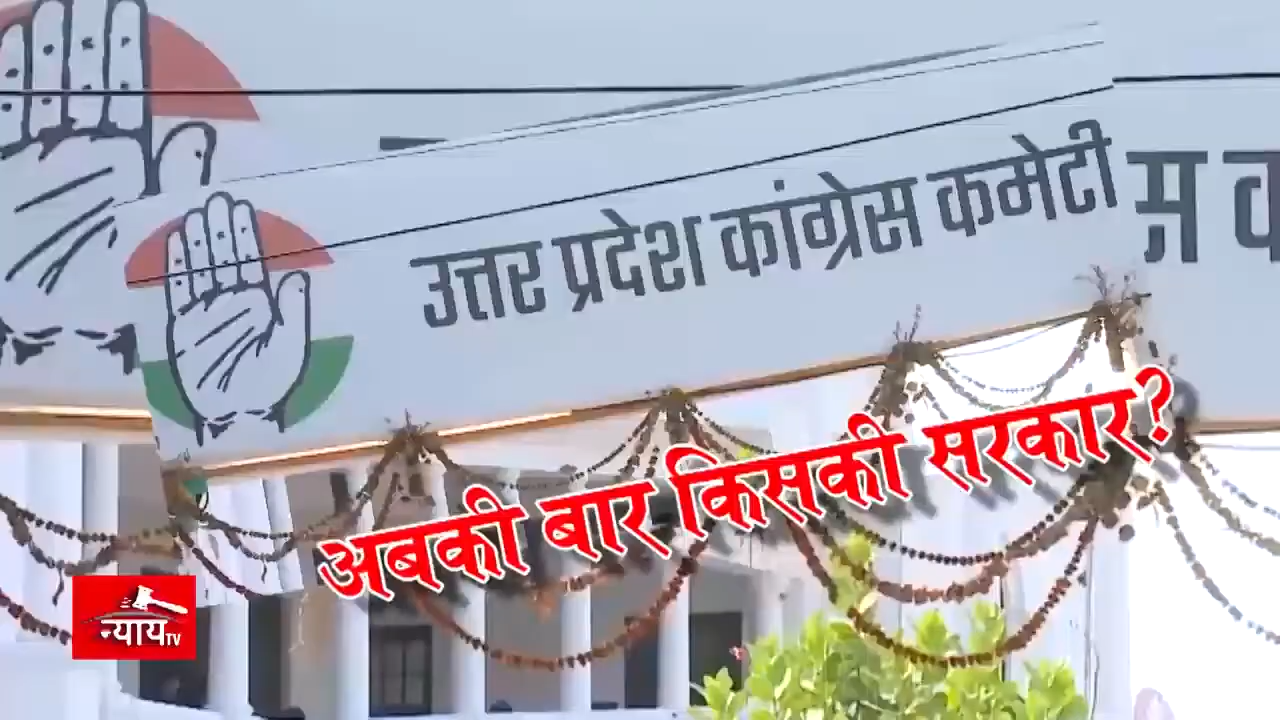 उत्तर प्रदेश कांग्रेस कमेटी
अबकी बार किसकी सरकार?
न्याय TV